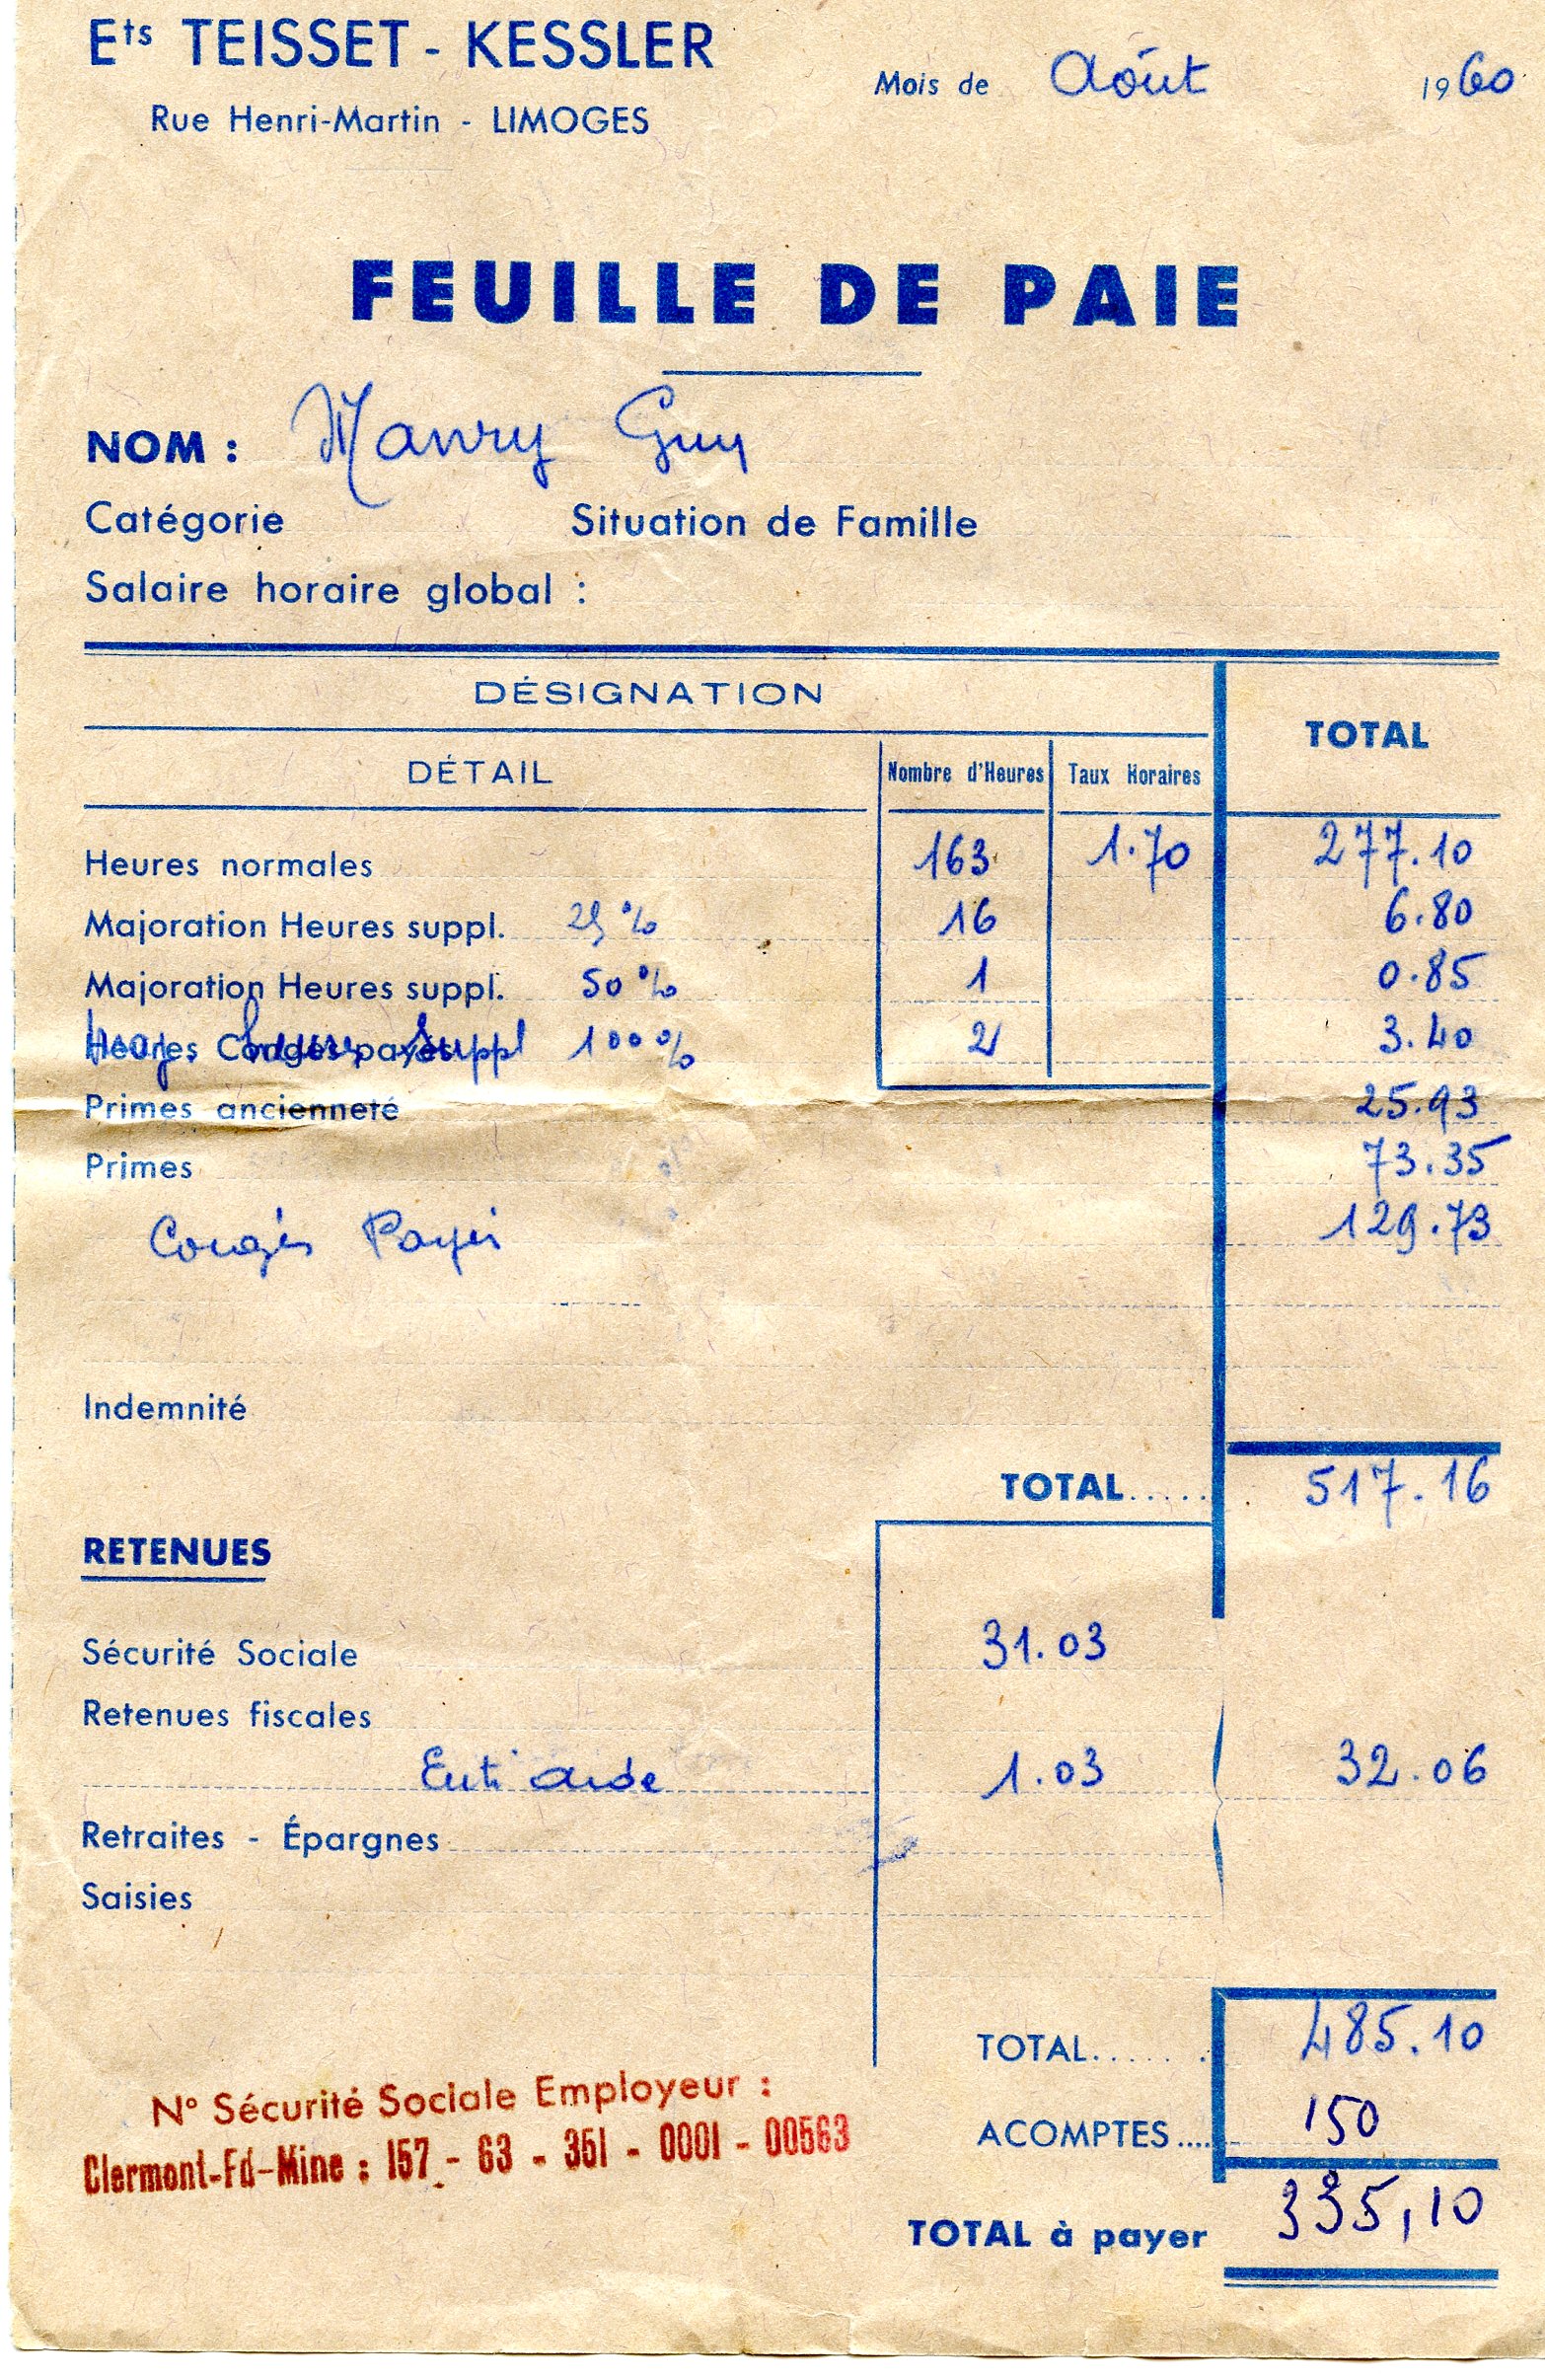 Ets TEISSET - KESSLER
Rue Henri-Martin - LIMOGES
Mois de Août 1960
FEUILLE DE PAIE
NOM : Manry Guy
Catégorie Situation de Famille
Salaire horaire global :
DÉSIGNATION TOTAL
DÉTAIL Nombre d'Heures Taux Horaires
Heures normales 163 1.70 277.10
Majoration Heures suppl. 25 % 16 6.80
Majoration Heures suppl. 50 % 1 0.85
Heures Congés payés Maj. heures Suppl 100 % 2 3.40
Primes ancienneté 25.93
Primes 73.35
Congés Payés 129.73
Indemnité
TOTAL..... 517.16
RETENUES
Sécurité Sociale 31.03
Retenues fiscales
Ent'aide 1.03 32.06
Retraites - Épargnes
Saisies
TOTAL...... 485.10
N° Sécurité Sociale Employeur :
ACOMPTES.... 150
Clermont-Fd-Mine : 157 - 63 - 351 - 0001 - 00563
TOTAL à payer 335,10